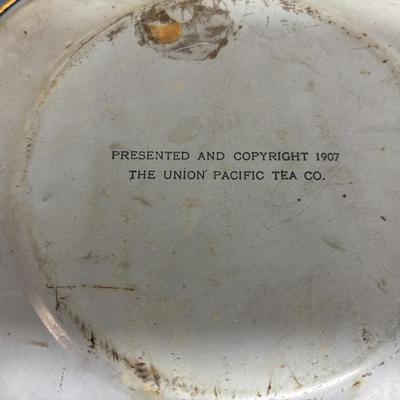 PRESENTED AND COPYRIGHT 1907
THE UNION PACIFIC TEA CO.